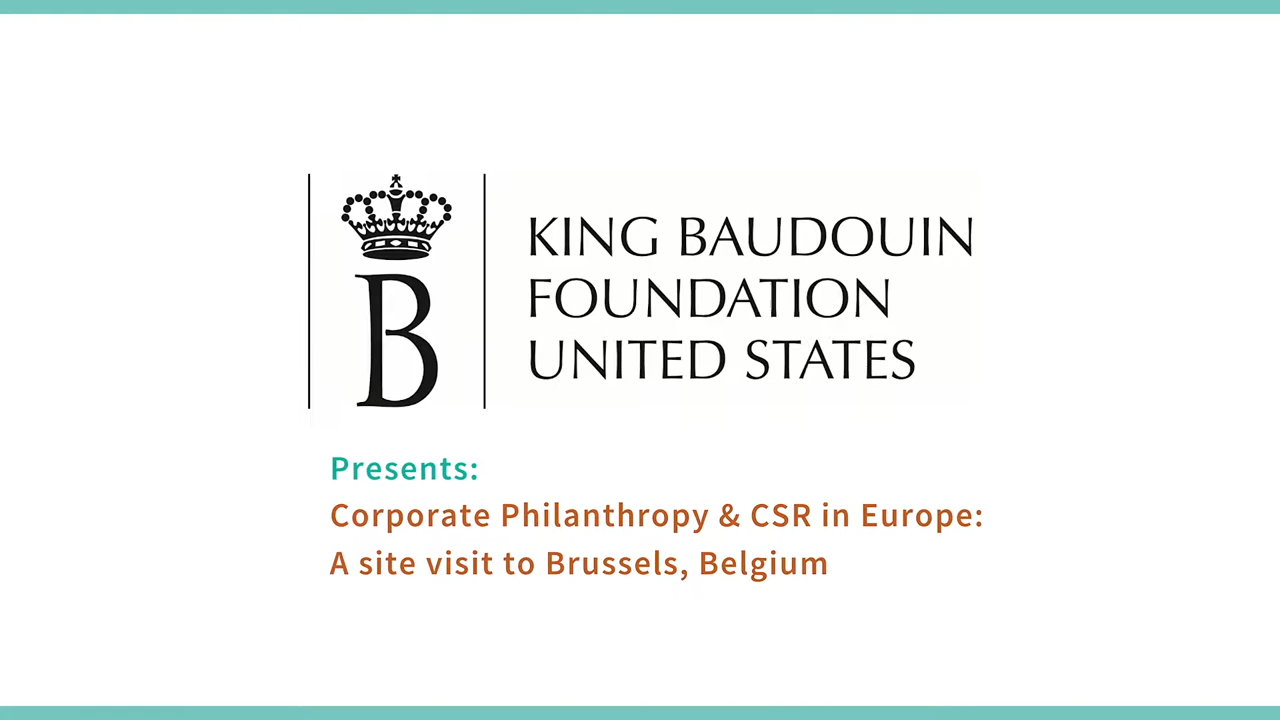 B
KING BAUDOUIN
FOUNDATION
UNITED STATES
Presents:
Corporate Philanthropy & CSR in Europe:
A site visit to Brussels, Belgium